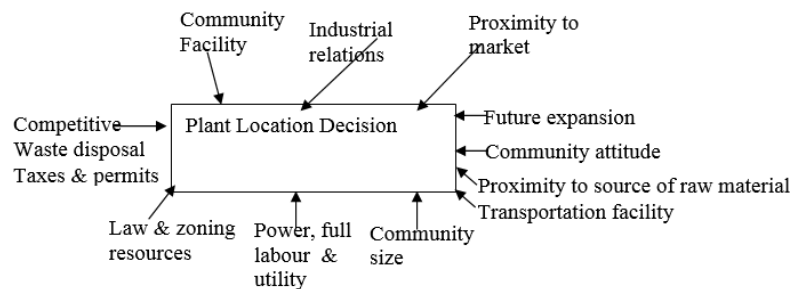 Community
Facility
Industrial
relations
Proximity to
market
Plant Location Decision
Competitive
Waste disposal
Taxes & permits
Future expansion
Community attitude
Proximity to source of raw material
Transportation facility
Law & zoning
resources
Power, full
labour &
utility
Community
size